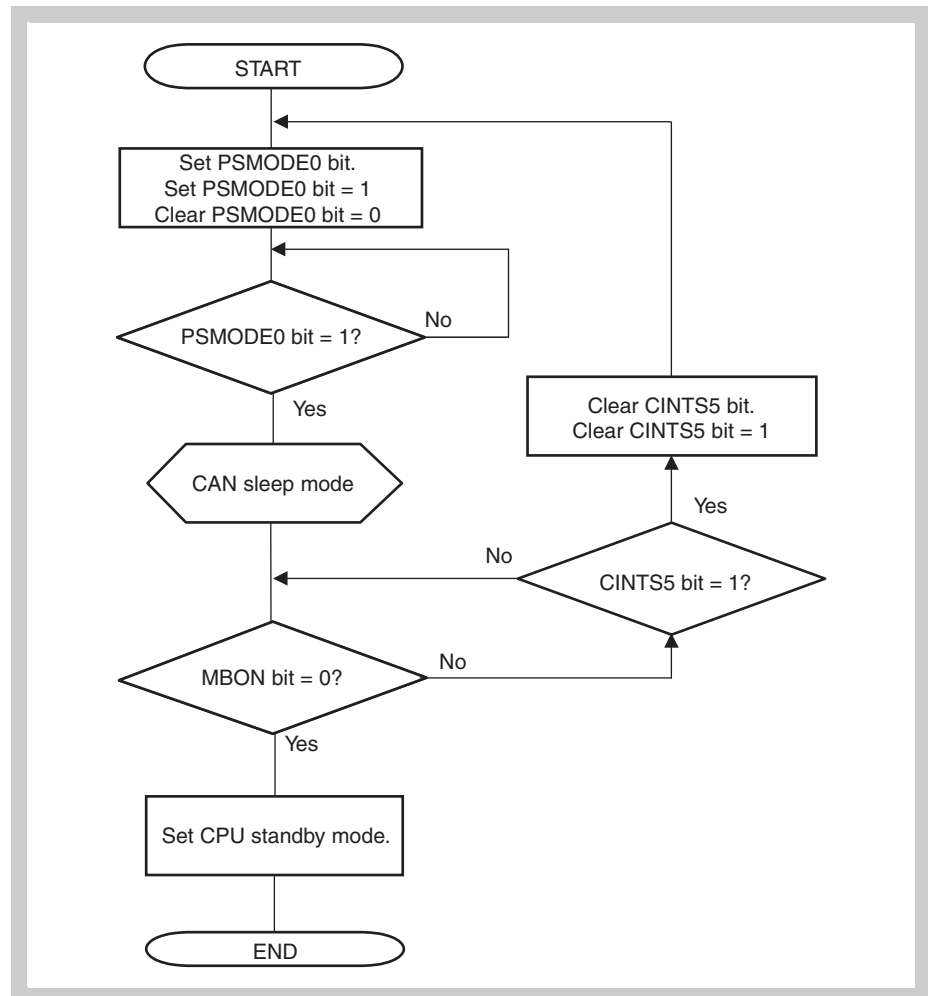 START
Set PSMODE0 bit.
Set PSMODE0 bit = 1
Clear PSMODE0 bit = 0
PSMODE0 bit = 1?
No
Yes
Clear CINTS5 bit.
Clear CINTS5 bit = 1
CAN sleep mode
Yes
No
CINTS5 bit = 1?
MBON bit = 0?
No
Yes
Set CPU standby mode.
END